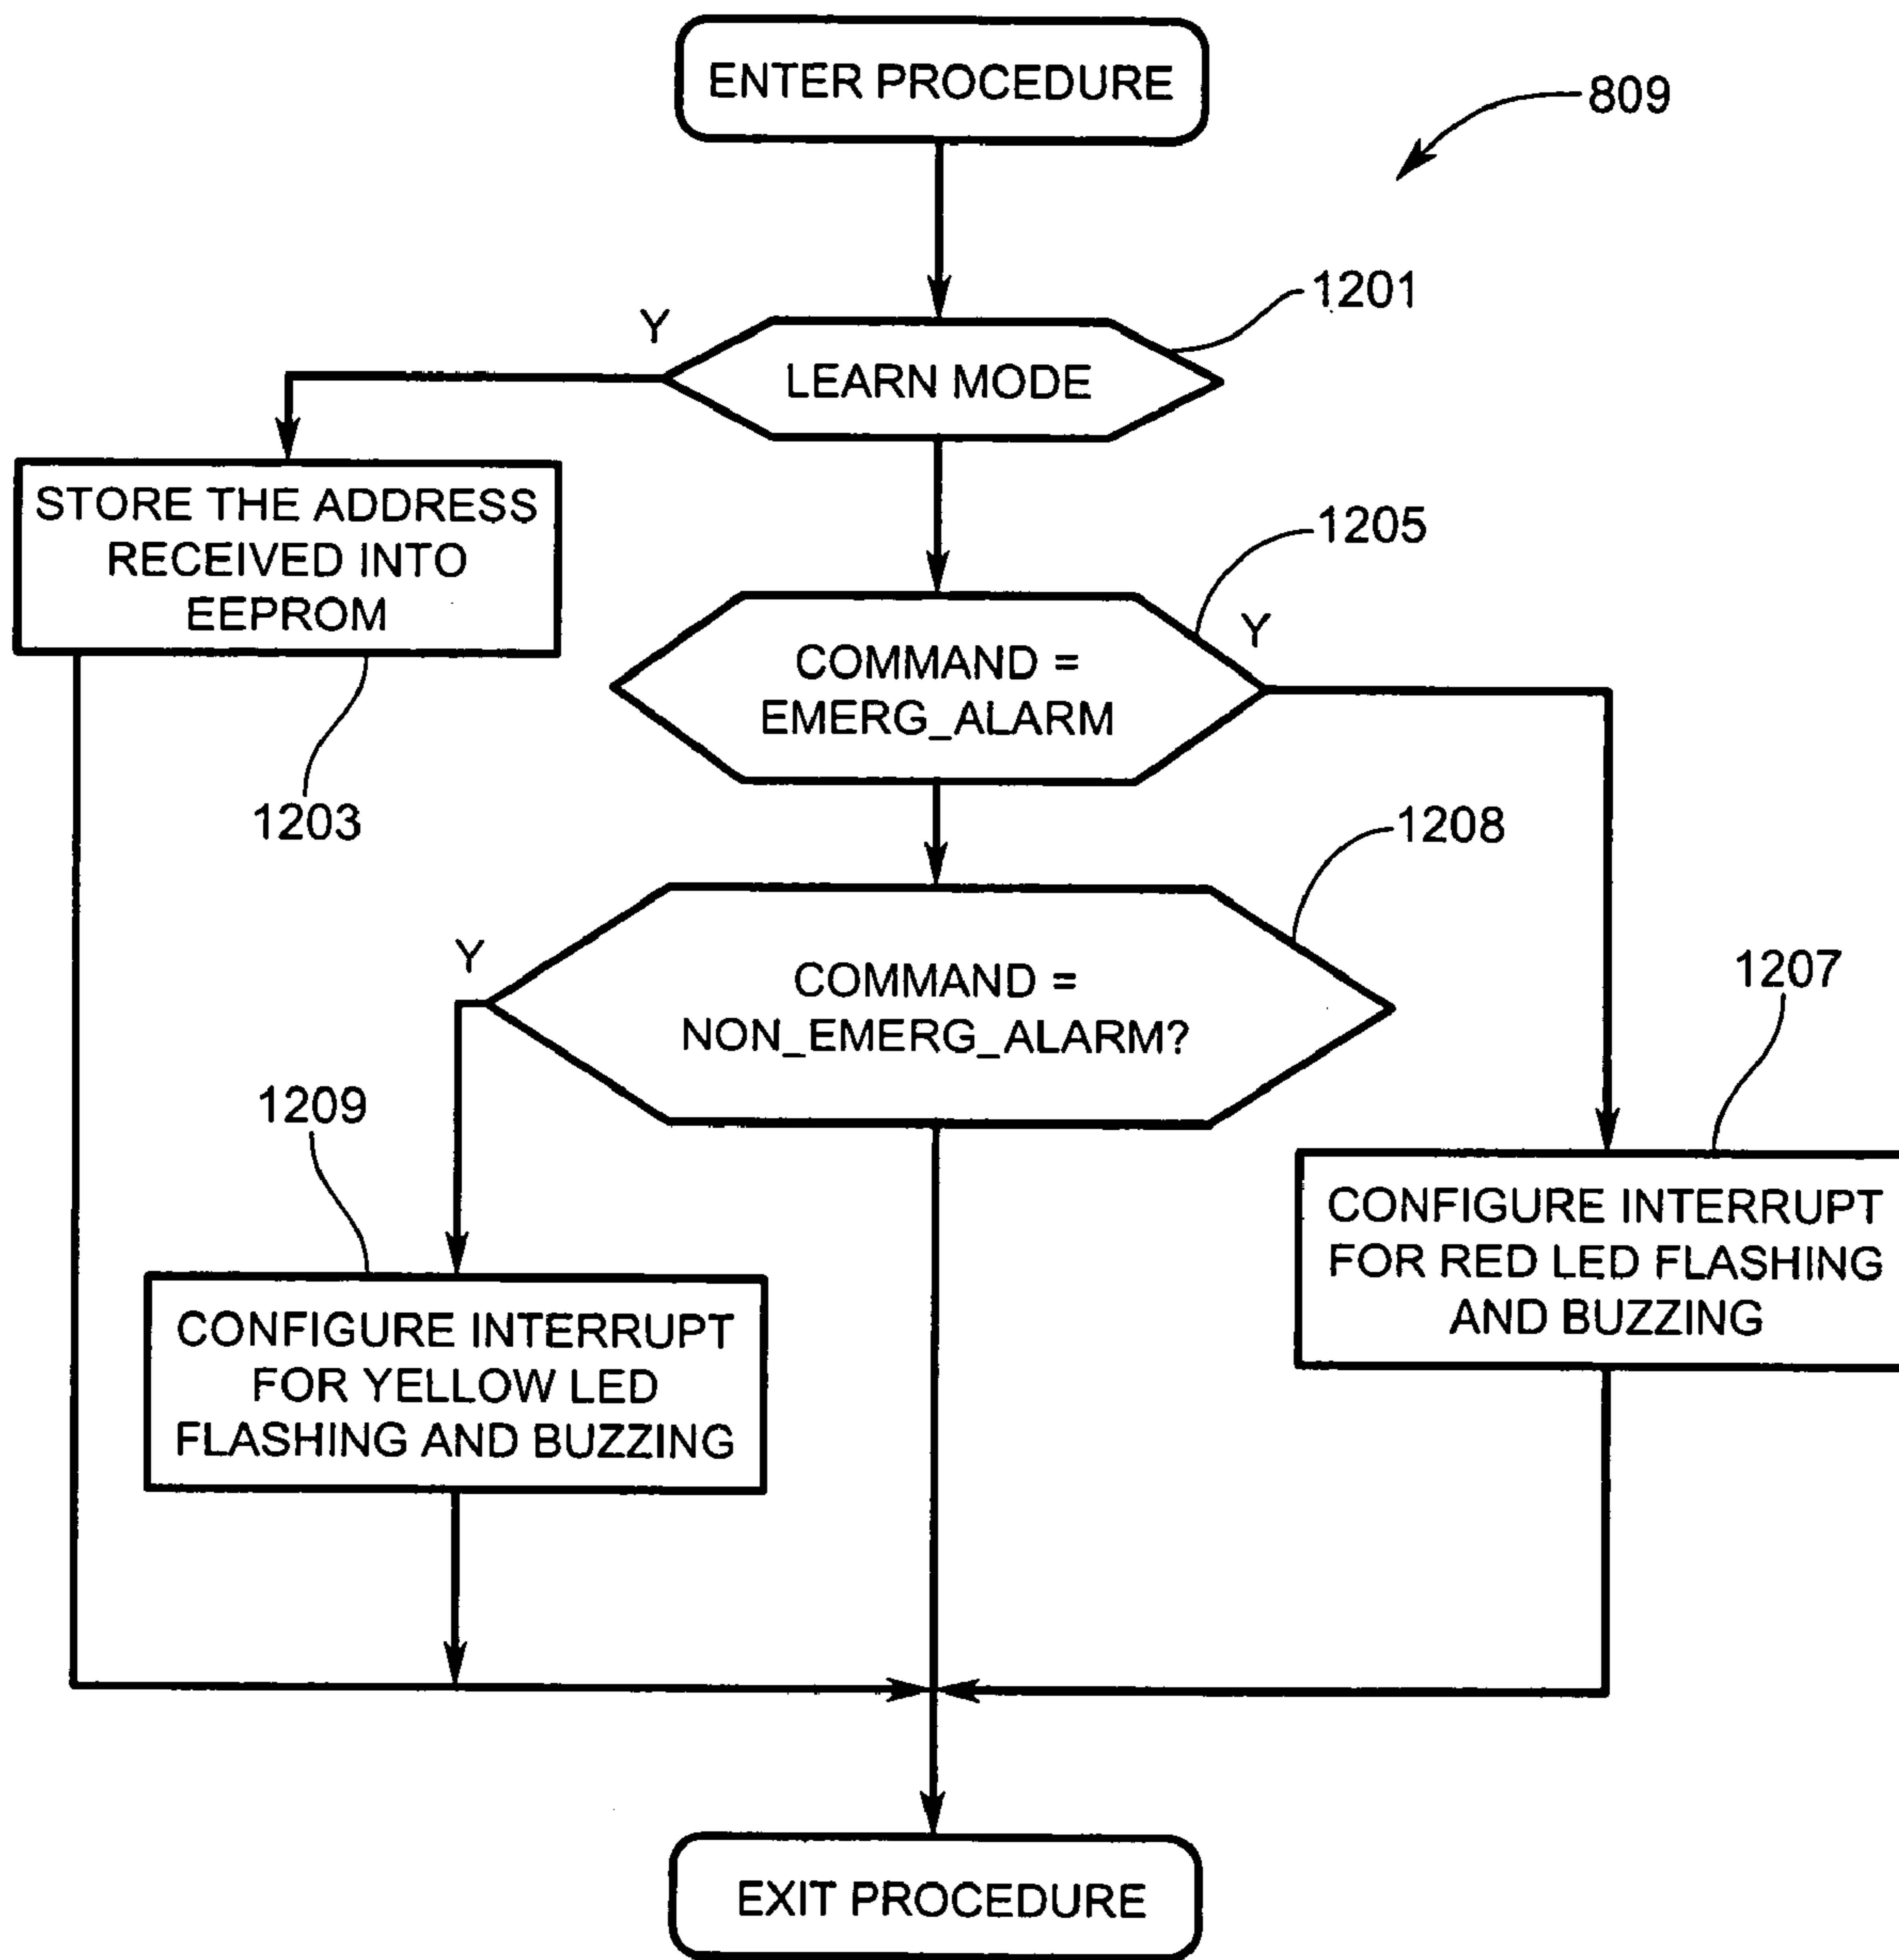 ENTER PROCEDURE
809
1201
Y
LEARN MODE
STORE THE ADDRESS
RECEIVED INTO
EEPROM
1203
1205
Y
COMMAND =
EMERG_ALARM
1208
Y
COMMAND =
NON_EMERG_ALARM?
1207
1209
CONFIGURE INTERRUPT
FOR RED LED FLASHING
AND BUZZING
CONFIGURE INTERRUPT
FOR YELLOW LED
FLASHING AND BUZZING
EXIT PROCEDURE